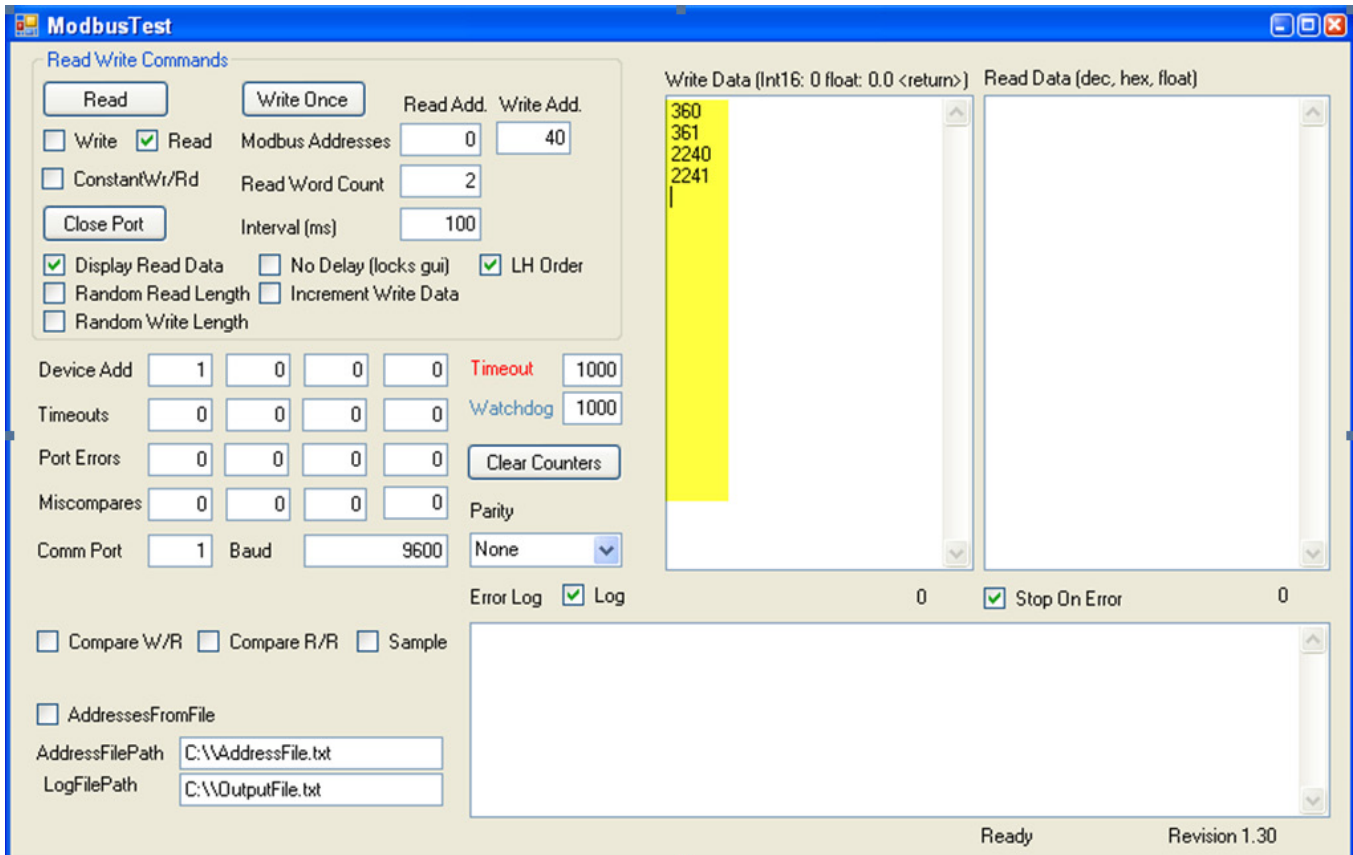 ModbusTest
Read Write Commands
Read
Write Once
Read Add. Write Add.
Write Read Modbus Addresses 0 40
ConstantWr/Rd Read Word Count 2
Close Port Interval (ms) 100
Display Read Data No Delay (locks gui) LH Order
Random Read Length Increment Write Data
Random Write Length
Device Add 1 0 0 0 Timeout 1000
Timeouts 0 0 0 0 Watchdog 1000
Port Errors 0 0 0 0 Clear Counters
Miscompares 0 0 0 0 Parity
Comm Port 1 Baud 9600 None
Write Data (Int16: 0 float: 0.0 <return>) Read Data (dec, hex, float)
360
361
2240
2241
Error Log Log 0 Stop On Error 0
Compare W/R Compare R/R Sample
AddressesFromFile
AddressFilePath C:\\AddressFile.txt
LogFilePath C:\\OutputFile.txt
Ready Revision 1.30